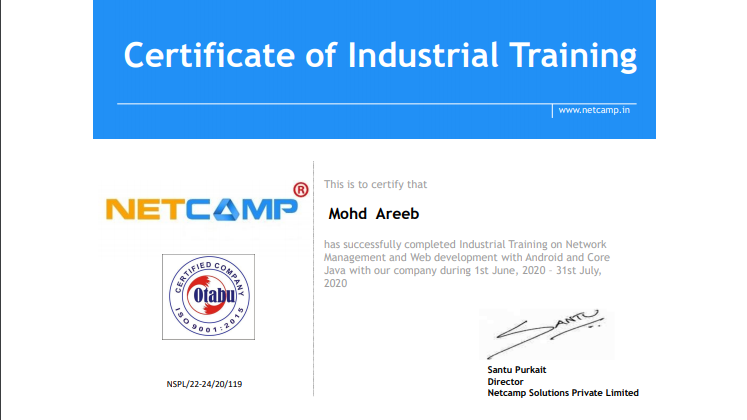 Certificate of Industrial Training
www.netcamp.in
NETCAMP®
This is to certify that
Mohd Areeb
has successfully completed Industrial Training on Network
Management and Web development with Android and Core
Java with our company during 1st June, 2020 - 31st July,
2020
CERTIFIED COMPANY
Otabu
ISO 9001:2015
NSPL/22-24/20/119
SANTU
Santu Purkait
Director
Netcamp Solutions Private Limited